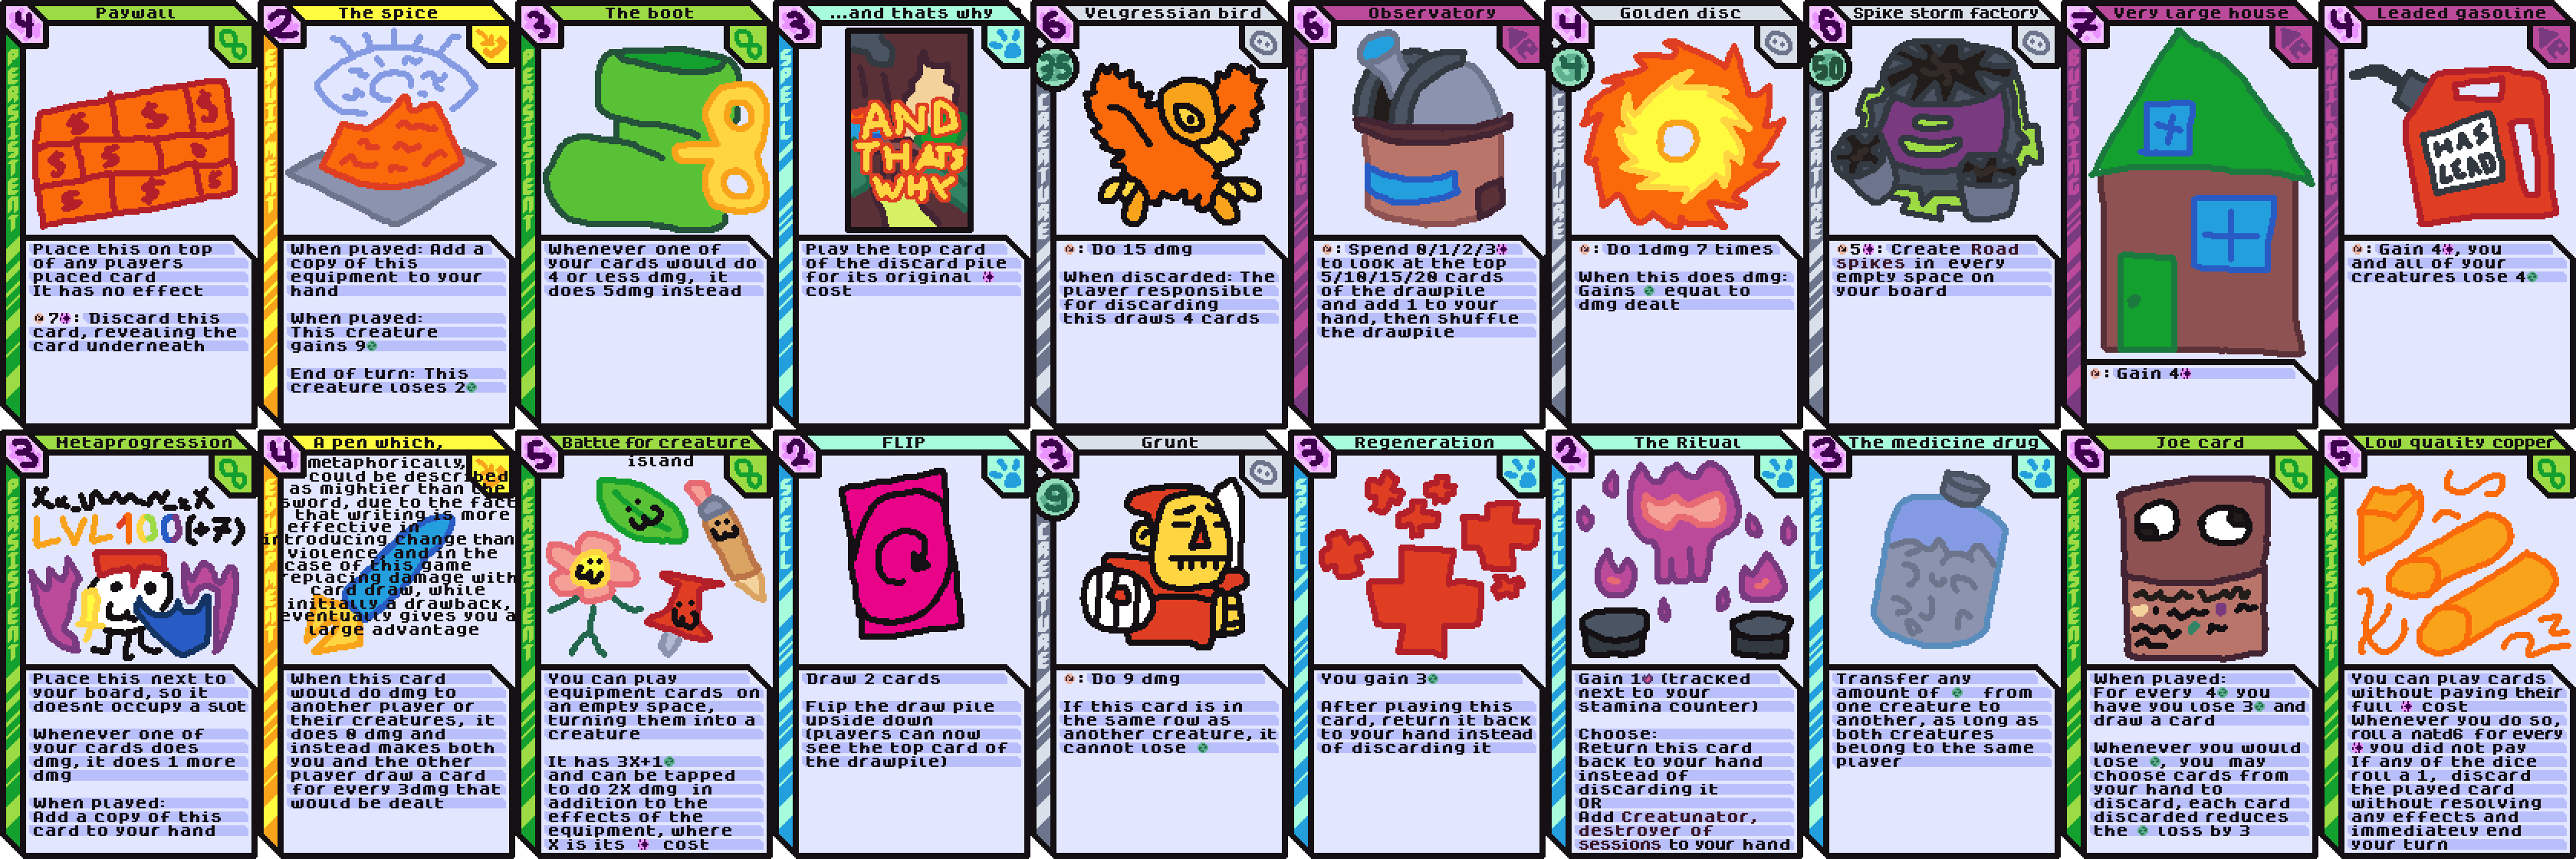 4
Paywall
PERSISTENT
$ $ $
$ $ $
$ $ $
Place this on top
of any players
placed card
It has no effect
7: Discard this
card, revealing the
card underneath
2
The spice
EQUIPMENT
When played: Add a
copy of this
equipment to your
hand
When played:
This creature
gains 9
End of turn: This
creature loses 2
3
The boot
PERSISTENT
Whenever one of
your cards would do
4 or less dmg, it
does 5dmg instead
3
...and thats why
SPELL
AND
THATS
WHY
Play the top card
of the discard pile
for its original
cost
6
Velgressian bird
35
CREATURE
: Do 15 dmg
When discarded: The
player responsible
for discarding
this draws 4 cards
6
Observatory
BUILDING
: Spend 0/1/2/3
to look at the top
5/10/15/20 cards
of the drawpile
and add 1 to your
hand, then shuffle
the drawpile
4
Golden disc
CREATURE
: Do 1dmg 7 times
When this does dmg:
Gains equal to
dmg dealt
6
Spike storm factory
50
CREATURE
5: Create Road
spikes in every
empty space on
your board
7
Very large house
BUILDING
: Gain 4
4
Leaded gasoline
BUILDING
HAS
LEAD
: Gain 4, you
and all of your
creatures lose 4
3
Metaprogression
PERSISTENT
LVL100(+7)
Place this next to
your board, so it
doesnt occupy a slot
Whenever one of
your cards does
dmg, it does 1 more
dmg
When played:
Add a copy of this
card to your hand
4
A pen which,
metaphorically,
could be described
as mightier than the
sword, due to the fact
that writing is more
effective in
introducing change than
violence, and in the
case of this game
replacing damage with
card draw, while
initially a drawback,
eventually gives you a
large advantage
EQUIPMENT
When this card
would do dmg to
another player or
their creatures, it
does 0 dmg and
instead makes both
you and the other
player draw a card
for every 3dmg that
would be dealt
5
Battle for creature
island
PERSISTENT
You can play
equipment cards on
an empty space,
turning them into a
creature
It has 3X+1
and can be tapped
to do 2X dmg in
addition to the
effects of the
equipment, where
X is its cost
2
FLIP
SPELL
Draw 2 cards
Flip the draw pile
upside down
(players can now
see the top card of
the drawpile)
3
Grunt
9
CREATURE
: Do 9 dmg
If this card is in
the same row as
another creature, it
cannot lose
3
Regeneration
SPELL
You gain 3
After playing this
card, return it back
to your hand instead
of discarding it
2
The Ritual
SPELL
Gain 1 (tracked
next to your
stamina counter)
Choose:
Return this card
back to your hand
instead of
discarding it
OR
Add Creatunator,
destroyer of
sessions to your hand
3
The medicine drug
SPELL
Transfer any
amount of from
one creature to
another, as long as
both creatures
belong to the same
player
6
Joe card
PERSISTENT
When played:
For every 4 you
have you lose 3 and
draw a card
Whenever you would
lose , you may
choose cards from
your hand to
discard, each card
discarded reduces
the loss by 3
5
Low quality copper
PERSISTENT
You can play cards
without paying their
full cost
Whenever you do so,
roll a natd6 for every
you did not pay
If any of the dice
roll a 1, discard
the played card
without resolving
any effects and
immediately end
your turn